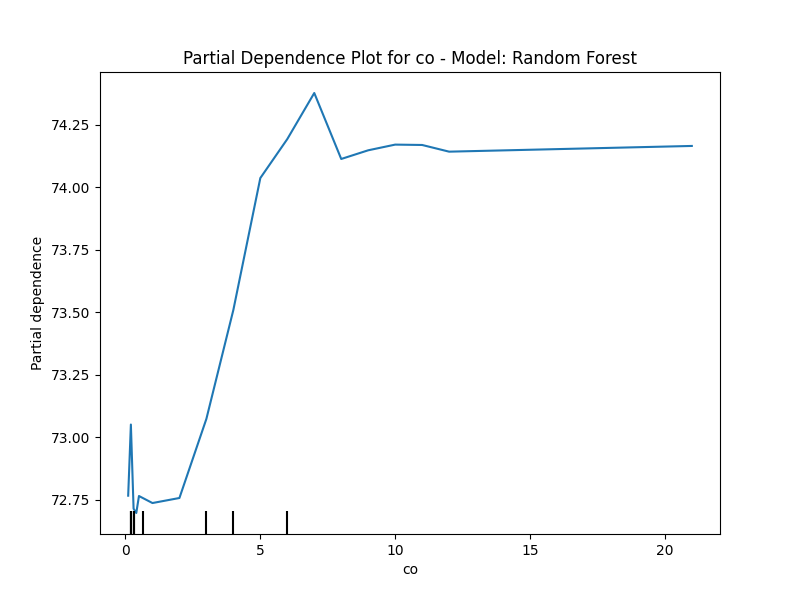 Partial Dependence Plot for co - Model: Random Forest
Partial dependence
74.25
74.00
73.75
73.50
73.25
73.00
72.75
0 5 10 15 20
co